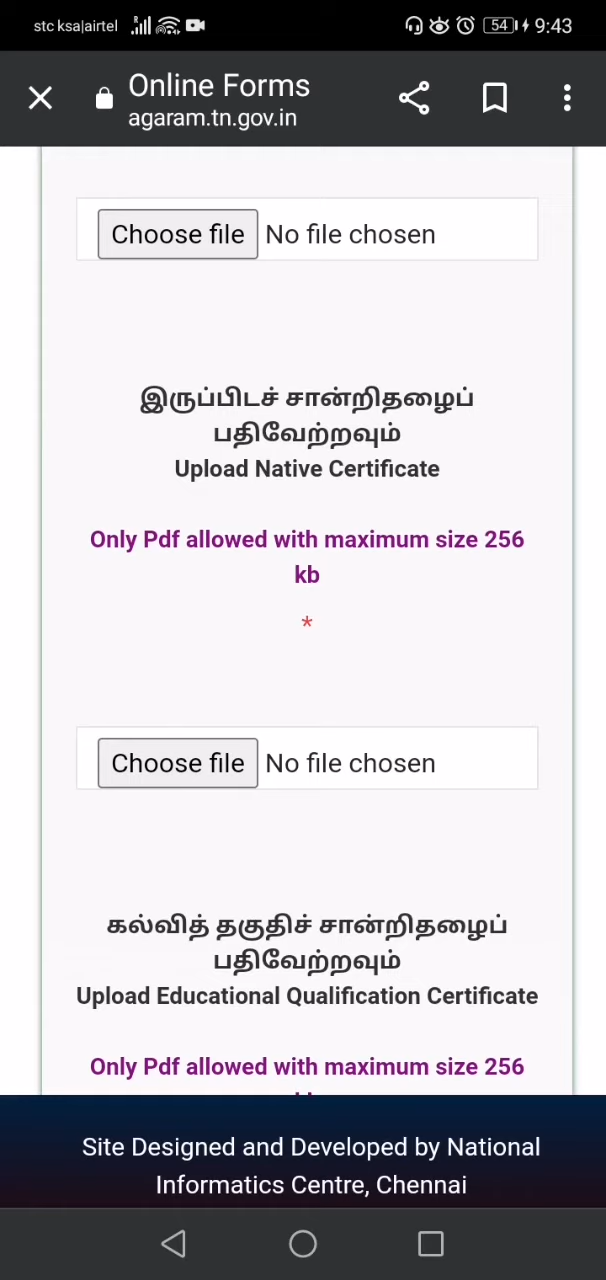 stc ksa|airtel
54
9:43
Online Forms
agaram.tn.gov.in
Choose file No file chosen
இருப்பிடச் சான்றிதழைப்
பதிவேற்றவும்
Upload Native Certificate
Only Pdf allowed with maximum size 256
kb
*
Choose file No file chosen
கல்வித் தகுதிச் சான்றிதழைப்
பதிவேற்றவும்
Upload Educational Qualification Certificate
Only Pdf allowed with maximum size 256
Site Designed and Developed by National
Informatics Centre, Chennai